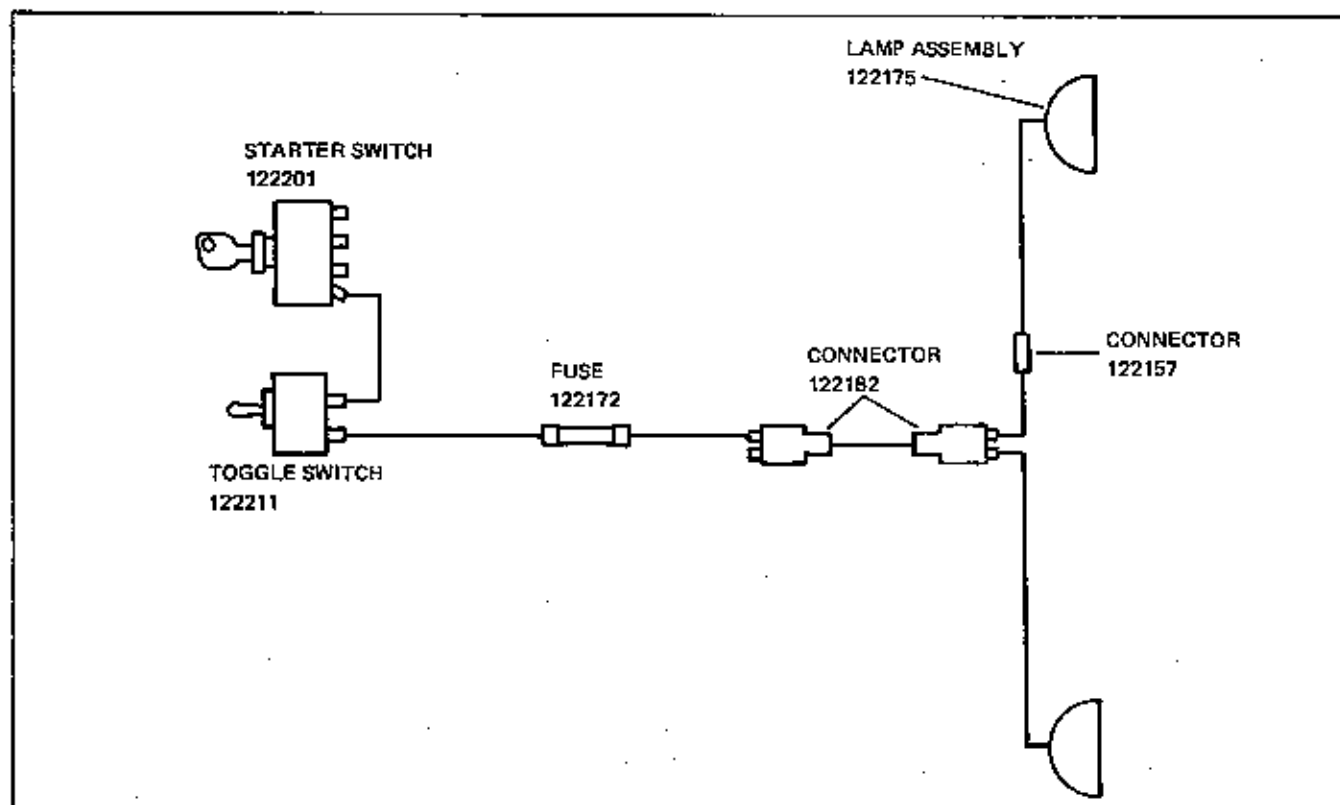 LAMP ASSEMBLY
122175
STARTER SWITCH
122201
CONNECTOR
122157
CONNECTOR
122182
FUSE
122172
TOGGLE SWITCH
122211